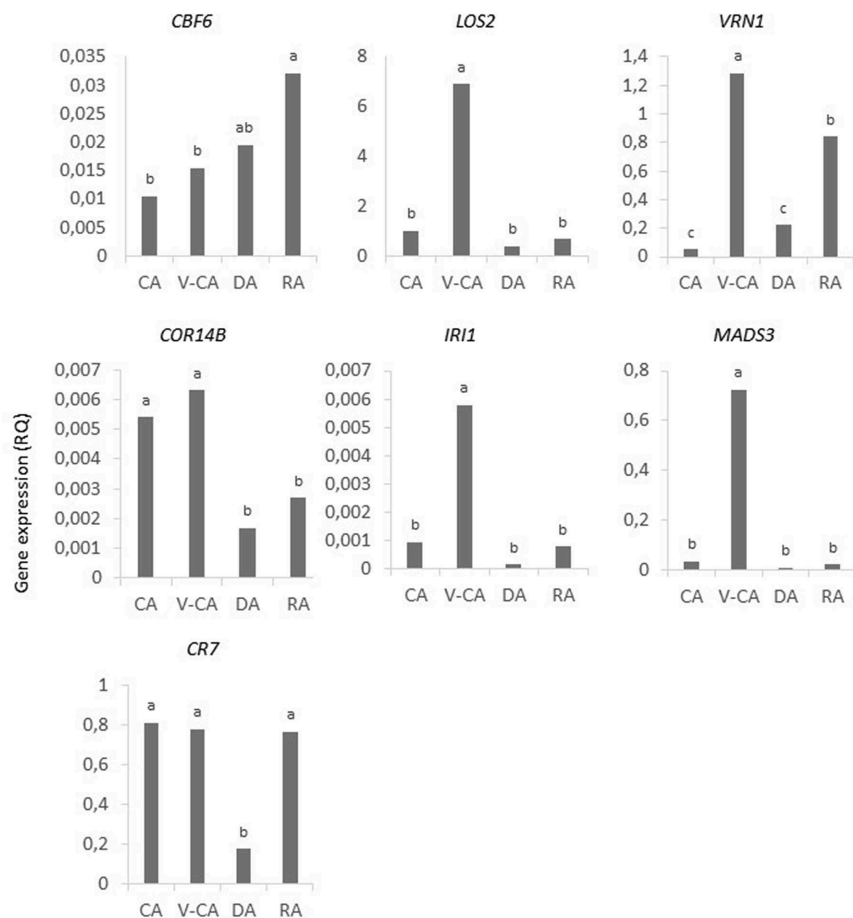 CBF6
0,035
0,03
0,025
0,02
0,015
0,01
0,005
0
b
b
ab
a
CA V-CA DA RA
LOS2
8
6
4
2
0
b
a
b
b
CA V-CA DA RA
VRN1
1,4
1,2
1
0,8
0,6
0,4
0,2
0
c
a
c
b
CA V-CA DA RA
Gene expression (RQ)
COR14B
0,007
0,006
0,005
0,004
0,003
0,002
0,001
0
a
a
b
b
CA V-CA DA RA
IRI1
0,007
0,006
0,005
0,004
0,003
0,002
0,001
0
b
a
b
b
CA V-CA DA RA
MADS3
0,8
0,6
0,4
0,2
0
b
a
b
b
CA V-CA DA RA
CR7
1
0,8
0,6
0,4
0,2
0
a
a
b
a
CA V-CA DA RA